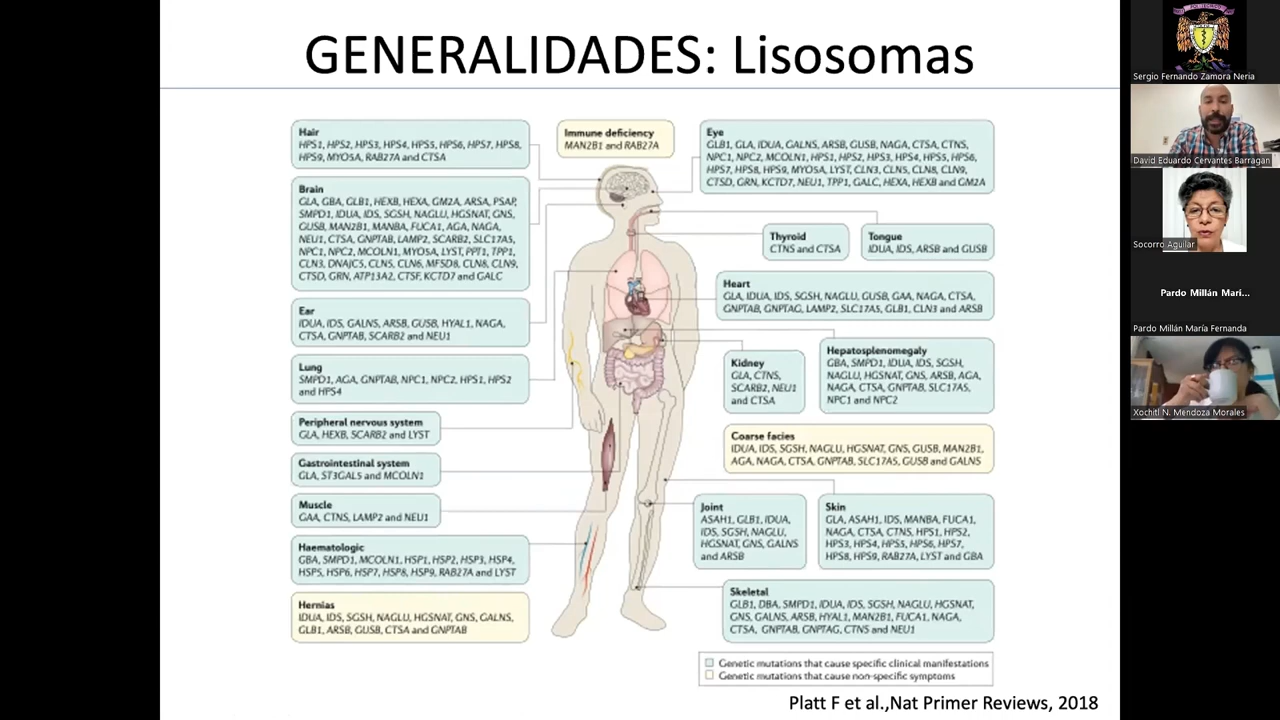 GENERALIDADES: Lisosomas
Hair
HPS1, HPS2, HPS3, HPS4, HPS5, HPS6, HPS7, HPS8,
HPS9, MYO5A, RAB27A and CTSA
Immune deficiency
MAN2B1 and RAB27A
Eye
GLB1, GLA, IDUA, GALNS, ARSB, GUSB, NAGA, CTSA, CTNS,
NPC1, NPC2, MCOLN1, HPS1, HPS2, HPS3, HPS4, HPS5, HPS6,
HPS7, HPS8, HPS9, MYO5A, LYST, CLN3, CLN5, CLN8, CLN9,
CTSD, GRN, KCTD7, NEU1, TPP1, GALC, HEXA, HEXB and GM2A
Brain
GLA, GBA, GLB1, HEXB, HEXA, GM2A, ARSA, PSAP,
SMPD1, IDUA, IDS, SGSH, NAGLU, HGSNAT, GNS,
GUSB, MAN2B1, MANBA, FUCA1, AGA, NAGA,
NEU1, CTSA, GNPTAB, LAMP2, SCARB2, SLC17A5,
NPC1, NPC2, MCOLN1, MYO5A, LYST, PPT1, TPP1,
CLN3, DNAJC5, CLN5, CLN6, MFSD8, CLN8, CLN9,
CTSD, GRN, ATP13A2, CTSF, KCTD7 and GALC
Thyroid
CTNS and CTSA
Tongue
IDUA, IDS, ARSB and GUSB
Heart
GLA, IDUA, IDS, SGSH, NAGLU, GUSB, GAA, NAGA, CTSA,
GNPTAB, GNPTAG, LAMP2, SLC17A5, GLB1, CLN3 and ARSB
Ear
IDUA, IDS, GALNS, ARSB, GUSB, HYAL1, NAGA,
CTSA, GNPTAB, SCARB2 and NEU1
Lung
SMPD1, AGA, GNPTAB, NPC1, NPC2, HPS1, HPS2
and HPS4
Kidney
GLA, CTNS,
SCARB2, NEU1
and CTSA
Hepatosplenomegaly
GBA, SMPD1, IDUA, IDS, SGSH,
NAGLU, HGSNAT, GNS, ARSB, AGA,
NAGA, CTSA, GNPTAB, SLC17A5,
NPC1 and NPC2
Peripheral nervous system
GLA, HEXB, SCARB2 and LYST
Coarse facies
IDUA, IDS, SGSH, NAGLU, HGSNAT, GNS, GUSB, MAN2B1,
AGA, NAGA, CTSA, GNPTAB, SLC17A5, GUSB and GALNS
Gastrointestinal system
GLA, ST3GAL5 and MCOLN1
Muscle
GAA, CTNS, LAMP2 and NEU1
Joint
ASAH1, GLB1, IDUA,
IDS, SGSH, NAGLU,
HGSNAT, GNS, GALNS
and ARSB
Skin
GLA, ASAH1, IDS, MANBA, FUCA1,
NAGA, CTSA, CTNS, HPS1, HPS2,
HPS3, HPS4, HPS5, HPS6, HPS7,
HPS8, HPS9, RAB27A, LYST and GBA
Haematologic
GBA, SMPD1, MCOLN1, HSP1, HSP2, HSP3, HSP4,
HSP5, HSP6, HSP7, HSP8, HSP9, RAB27A and LYST
Hernias
IDUA, IDS, SGSH, NAGLU, HGSNAT, GNS, GALNS,
GLB1, ARSB, GUSB, CTSA and GNPTAB
Skeletal
GLB1, DBA, SMPD1, IDUA, IDS, SGSH, NAGLU, HGSNAT,
GNS, GALNS, ARSB, HYAL1, MAN2B1, FUCA1, NAGA,
CTSA, GNPTAB, GNPTAG, CTNS and NEU1
Genetic mutations that cause specific clinical manifestations
Genetic mutations that cause non-specific symptoms
Platt F et al.,Nat Primer Reviews, 2018
Sergio Fernando Zamora Neria
David Eduardo Cervantes Barragan
Socorro Aguilar
Pardo Millán Mari...
Pardo Millán María Fernanda
Xochitl N. Mendoza Morales